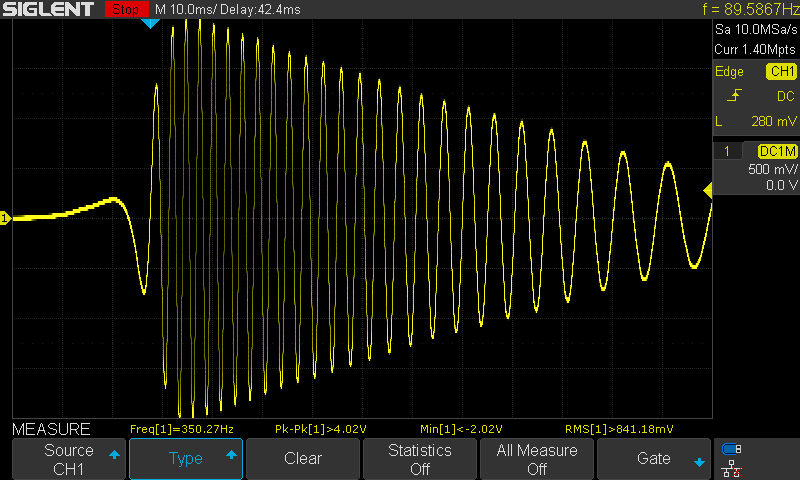 SIGLENT Stop M 10.0ms/ Delay:42.4ms f = 89.5867Hz
Sa 10.0MSa/s
Curr 1.40Mpts
Edge CH1
DC
L 280 mV
1 DC1M
500 mV/
0.0 V
1
MEASURE Freq[1]=350.27Hz Pk-Pk[1]>4.02V Min[1]<-2.02V RMS[1]>841.18mV
Source
CH1
Type
Clear
Statistics
Off
All Measure
Off
Gate